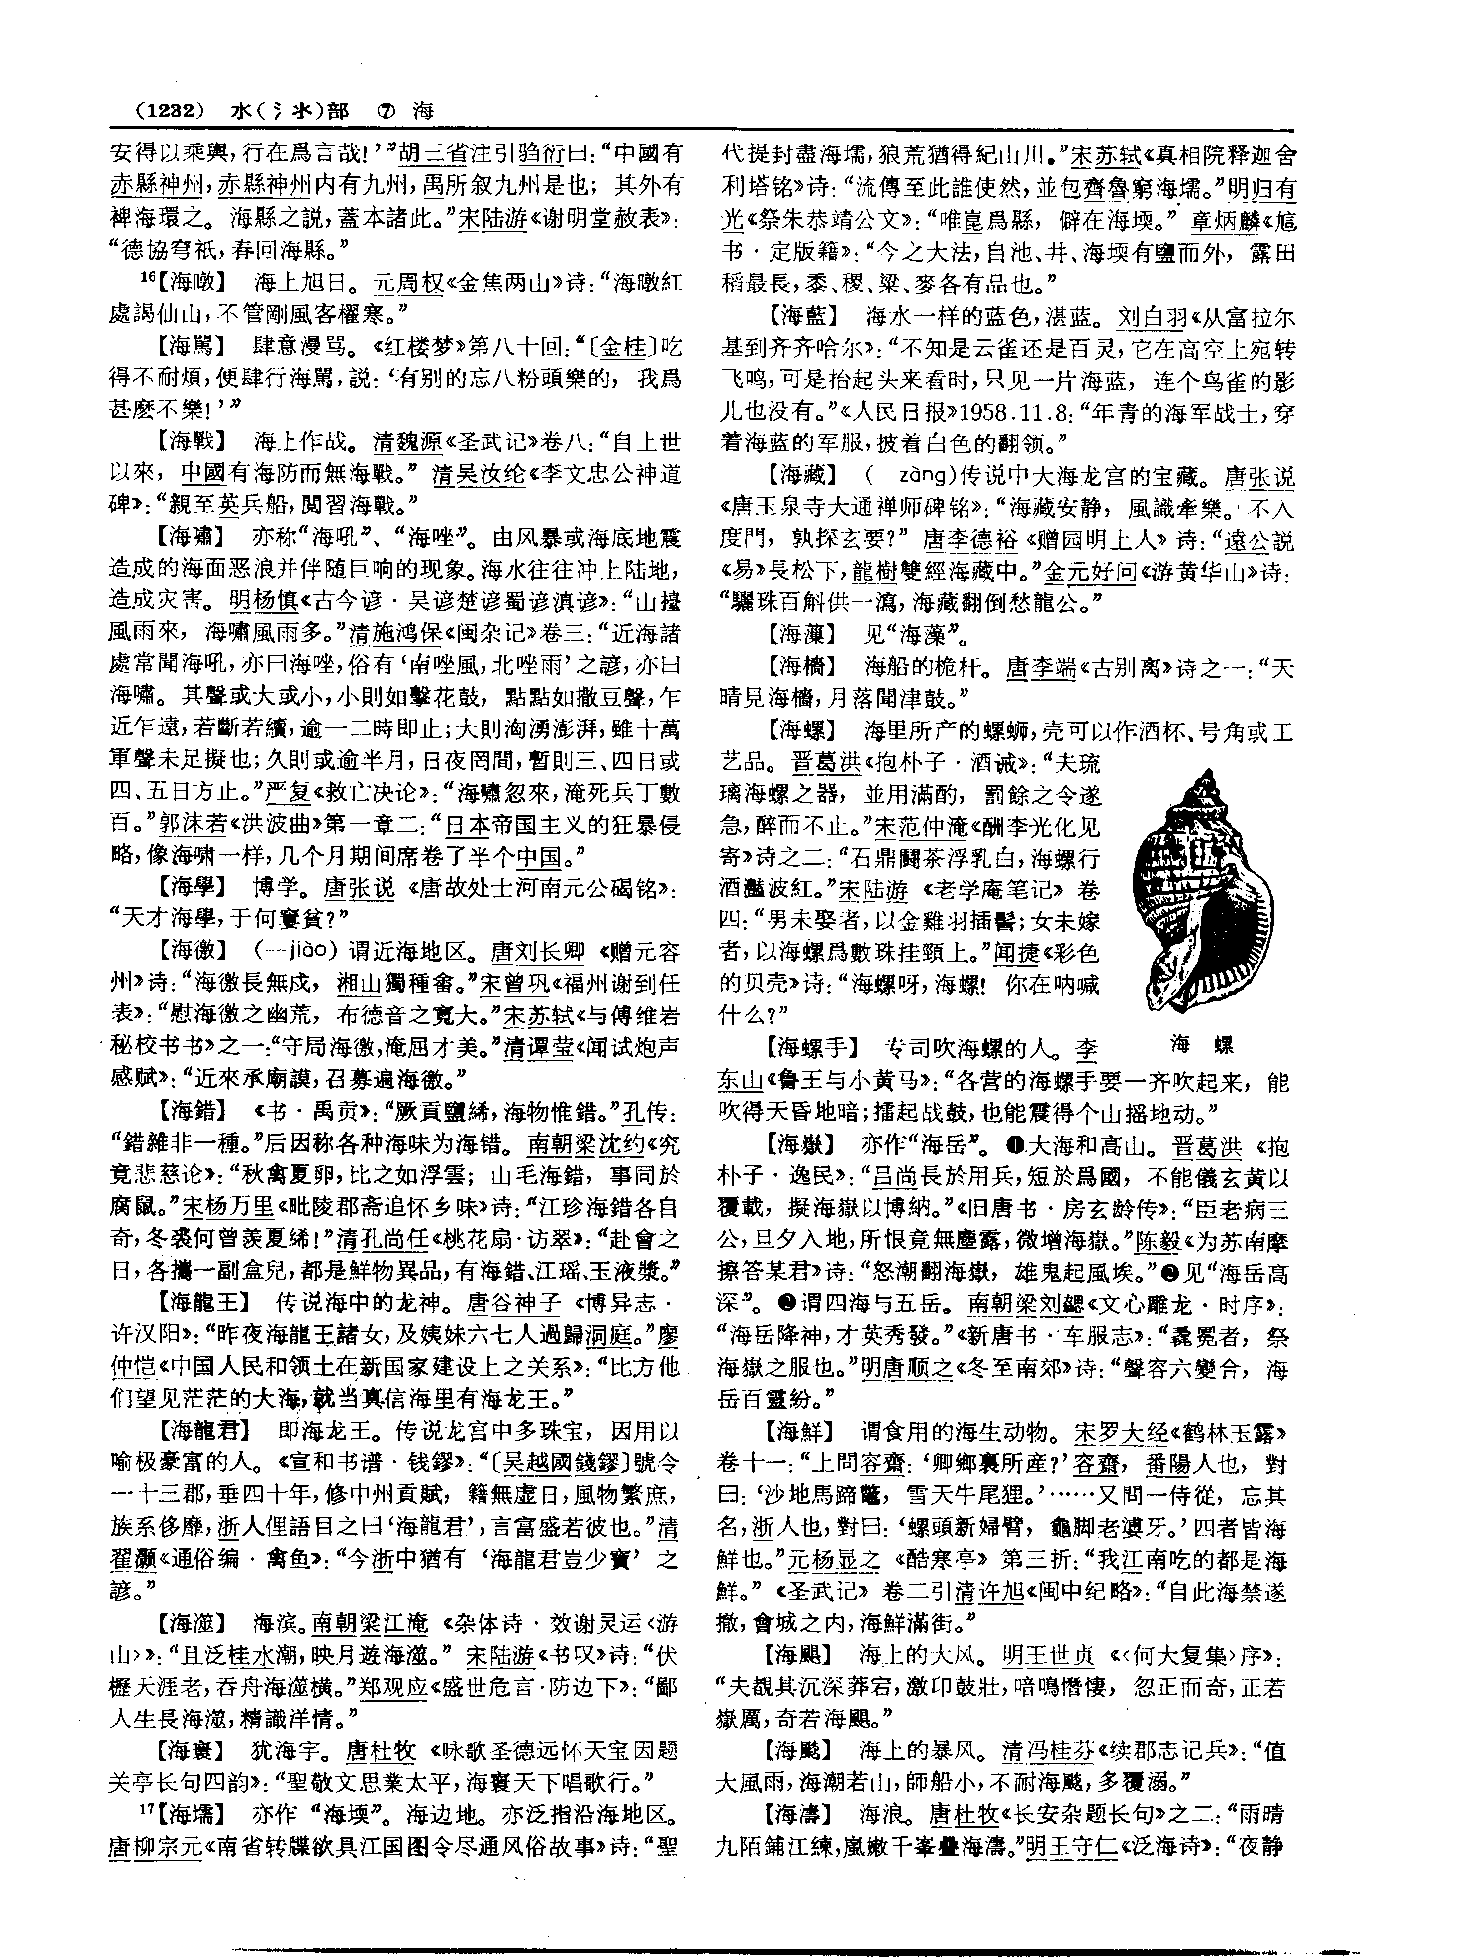 (1232) 水(氵氺)部 ⑦ 海
安得以乘輿,行在爲言哉!’”胡三省注引驺衍曰:“中國有
赤縣神州,赤縣神州内有九州,禹所叙九州是也; 其外有
裨海環之。 海縣之説,蓋本諸此。”宋陆游《谢明堂赦表》:
“德協穹祇,春回海縣。”
16【海暾】 海上旭日。 元周权《金焦两山》诗:“海暾紅
處謁仙山,不管剛風客櫂寒。”
【海駡】 肆意漫骂。《红楼梦》第八十回:“〔金桂〕吃
得不耐煩,便肆行海駡,説:‘有别的忘八粉頭樂的, 我爲
甚麽不樂!’”
【海戰】 海上作战。 清魏源《圣武记》卷八:“自上世
以來, 中國有海防而無海戰。” 清吴汝纶《李文忠公神道
碑》:“親至英兵船,閲習海戰。”
【海嘯】 亦称“海吼”、“海唑”。 由风暴或海底地震
造成的海面恶浪并伴随巨响的现象。海水往往冲上陆地,
造成灾害。 明杨慎《古今谚·吴谚楚谚蜀谚滇谚》:“山擡
風雨來, 海嘯風雨多。”清施鸿保《闽杂记》卷三:“近海諸
處常聞海吼,亦曰海唑,俗有‘南唑風,北唑雨’之諺,亦曰
海嘯。 其聲或大或小,小則如擊花鼓, 點點如撒豆聲,乍
近乍遠,若斷若續,逾一二時即止;大則洶湧澎湃,雖十萬
軍聲未足擬也;久則或逾半月,日夜罔間,暫則三、四日或
四、五日方止。”严复《救亡决论》:“海嘯忽來,淹死兵丁數
百。”郭沫若《洪波曲》第一章二:“日本帝国主义的狂暴侵
略,像海啸一样,几个月期间席卷了半个中国。”
【海學】 博学。 唐张说《唐故处士河南元公碣铭》:
“天才海學,于何窶貧?”
【海徼】 (—jiào) 谓近海地区。 唐刘长卿《赠元容
州》诗:“海徼長無戍, 湘山獨種畬。”宋曾巩《福州谢到任
表》:“慰海徼之幽荒, 布德音之寬大。”宋苏轼《与傅维岩
秘校书书》之一:“守局海徼,淹屈才美。”清谭莹《闻试炮声
感赋》:“近來承廟謨,召募遍海徼。”
【海錯】 《书·禹贡》:“厥貢鹽絺,海物惟錯。”孔传:
“錯雜非一種。”后因称各种海味为海错。 南朝梁沈约《究
竟悲慈论》:“秋禽夏卵,比之如浮雲; 山毛海錯, 事同於
腐鼠。”宋杨万里《毗陵郡斋追怀乡味》诗:“江珍海錯各自
奇,冬裘何曾羡夏絺!”清孔尚任《桃花扇·访翠》:“赴會之
日,各攜一副盒兒,都是鮮物異品,有海錯、江瑶、玉液漿。”
【海龍王】 传说海中的龙神。 唐谷神子《博异志·
许汉阳》:“昨夜海龍王諸女,及姨妹六七人過歸洞庭。”廖
仲恺《中国人民和领土在新国家建设上之关系》:“比方他
们望见茫茫的大海,就当真信海里有海龙王。”
【海龍君】 即海龙王。传说龙宫中多珠宝, 因用以
喻极豪富的人。《宣和书谱·钱鏐》:“〔吴越國錢鏐〕號令
一十三郡,垂四十年,修中州貢賦, 籍無虚日,風物繁庶,
族系侈靡,浙人俚語目之曰‘海龍君’,言富盛若彼也。”清
翟灏《通俗编·禽鱼》:“今浙中猶有‘海龍君豈少寶’之
諺。”
【海澨】 海滨。南朝梁江淹《杂体诗·效谢灵运〈游
山〉》:“且泛桂水潮,映月遊海澨。” 宋陆游《书叹》诗:“伏
櫪天涯老,吞舟海澨横。”郑观应《盛世危言·防边下》:“鄙
人生長海澨,精識洋情。”
【海寰】 犹海宇。 唐杜牧《咏歌圣德远怀天宝因题
关亭长句四韵》:“聖敬文思業太平,海寰天下唱歌行。”
17【海壖】 亦作“海堧”。海边地。亦泛指沿海地区。
唐柳宗元《南省转牒欲具江国图令尽通风俗故事》诗:“聖
代提封盡海壖,狼荒猶得紀山川。”宋苏轼《真相院释迦舍
利塔铭》诗:“流傳至此誰使然,並包齊魯窮海壖。”明归有
光《祭朱恭靖公文》:“唯崑爲縣, 僻在海堧。” 章炳麟《訄
书·定版籍》:“今之大法,自池、井、海堧有鹽而外, 露田
稻最長,黍、稷、粱、麥各有品也。”
【海藍】 海水一样的蓝色,湛蓝。 刘白羽《从富拉尔
基到齐齐哈尔》:“不知是云雀还是百灵,它在高空上宛转
飞鸣,可是抬起头来看时,只见一片海蓝, 连个鸟雀的影
儿也没有。”《人民日报》1958.11.8:“年青的海军战士,穿
着海蓝的军服,披着白色的翻领。”
【海藏】 ( zàng)传说中大海龙宫的宝藏。 唐张说
《唐玉泉寺大通禅师碑铭》:“海藏安静, 風識牽樂。不入
度門, 孰探玄要?” 唐李德裕《赠园明上人》诗:“遠公説
《易》長松下,龍樹雙經海藏中。”金元好问《游黄华山》诗:
“驪珠百斛供一瀉,海藏翻倒愁龍公。”
【海薻】 见“海藻”。
【海檣】 海船的桅杆。 唐李端《古别离》诗之一:“天
晴見海檣,月落聞津鼓。”
【海螺】 海里所产的螺蛳,壳可以作酒杯、号角或工
艺品。 晋葛洪《抱朴子·酒诫》:“夫琉
璃海螺之器, 並用滿酌, 罰餘之令遂
急,醉而不止。”宋范仲淹《酬李光化见
寄》诗之二:“石鼎鬪茶浮乳白,海螺行
酒灩波紅。”宋陆游《老学庵笔记》卷
四:“男未娶者,以金雞羽插髻;女未嫁
者,以海螺爲數珠挂頸上。”闻捷《彩色
的贝壳》诗:“海螺呀,海螺! 你在呐喊
什么?”
海 螺
【海螺手】 专司吹海螺的人。 李
东山《鲁王与小黄马》:“各营的海螺手要一齐吹起来, 能
吹得天昏地暗;擂起战鼓,也能震得个山摇地动。”
【海嶽】 亦作“海岳”。 ❶大海和高山。 晋葛洪《抱
朴子·逸民》:“吕尚長於用兵,短於爲國, 不能儀玄黄以
覆載, 擬海嶽以博納。”《旧唐书·房玄龄传》:“臣老病三
公,旦夕入地,所恨竟無塵露,微增海嶽。”陈毅《为苏南摩
擦答某君》诗:“怒潮翻海嶽, 雄鬼起風埃。”❷见“海岳高
深”。 ❷谓四海与五岳。 南朝梁刘勰《文心雕龙·时序》:
“海岳降神,才英秀發。”《新唐书·车服志》:“毳冕者, 祭
海嶽之服也。”明唐顺之《冬至南郊》诗:“聲容六變合, 海
岳百靈紛。”
【海鮮】 谓食用的海生动物。 宋罗大经《鹤林玉露》
卷十一:“上問容齋:‘卿鄉裏所産?’容齋, 番陽人也, 對
曰:‘沙地馬蹄鼈, 雪天牛尾狸。’……又問一侍從, 忘其
名,浙人也,對曰:‘螺頭新婦臂, 龜脚老婆牙。’四者皆海
鮮也。”元杨显之《酷寒亭》第三折:“我江南吃的都是海
鮮。”《圣武记》卷二引清许旭《闽中纪略》:“自此海禁遂
撤,會城之内,海鮮滿街。”
【海颶】 海上的大风。 明王世贞《〈何大复集〉序》:
“夫覩其沉深莽宕,激卬鼓壯,喑鳴憯悽, 忽正而奇,正若
嶽厲,奇若海颶。”
【海飈】 海上的暴风。 清冯桂芬《续郡志记兵》:“值
大風雨,海潮若山,師船小,不耐海飈,多覆溺。”
【海濤】 海浪。 唐杜牧《长安杂题长句》之二:“雨晴
九陌鋪江練,嵐嫩千峯疊海濤。”明王守仁《泛海诗》:“夜静